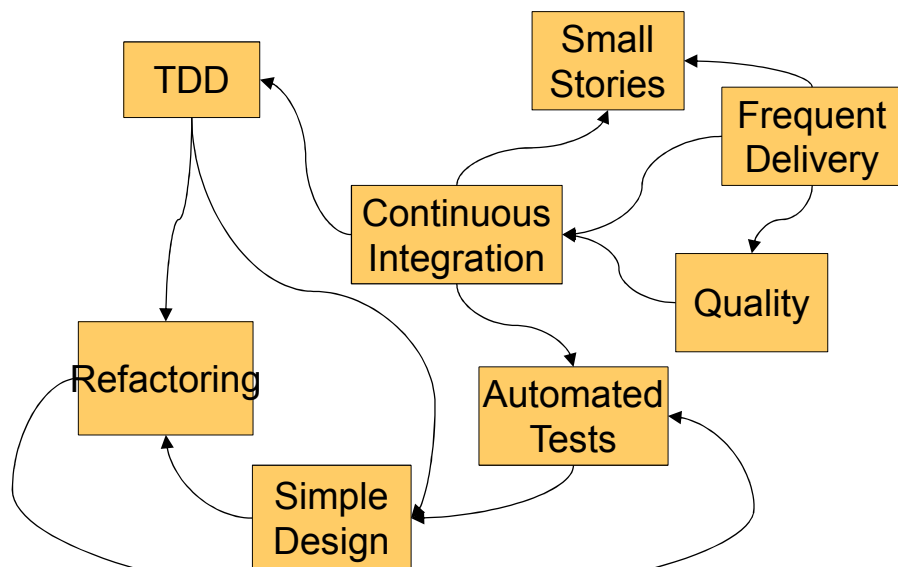 Small
Stories
TDD
Frequent
Delivery
Continuous
Integration
Quality
Refactoring
Automated
Tests
Simple
Design